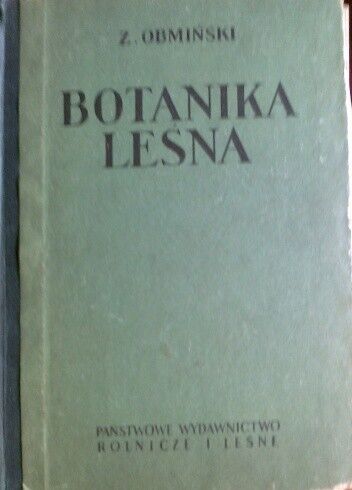 Z. OBMIŃSKI
BOTANIKA
LEŚNA
PAŃSTWOWE WYDAWNICTWO
ROLNICZE I LEŚNE